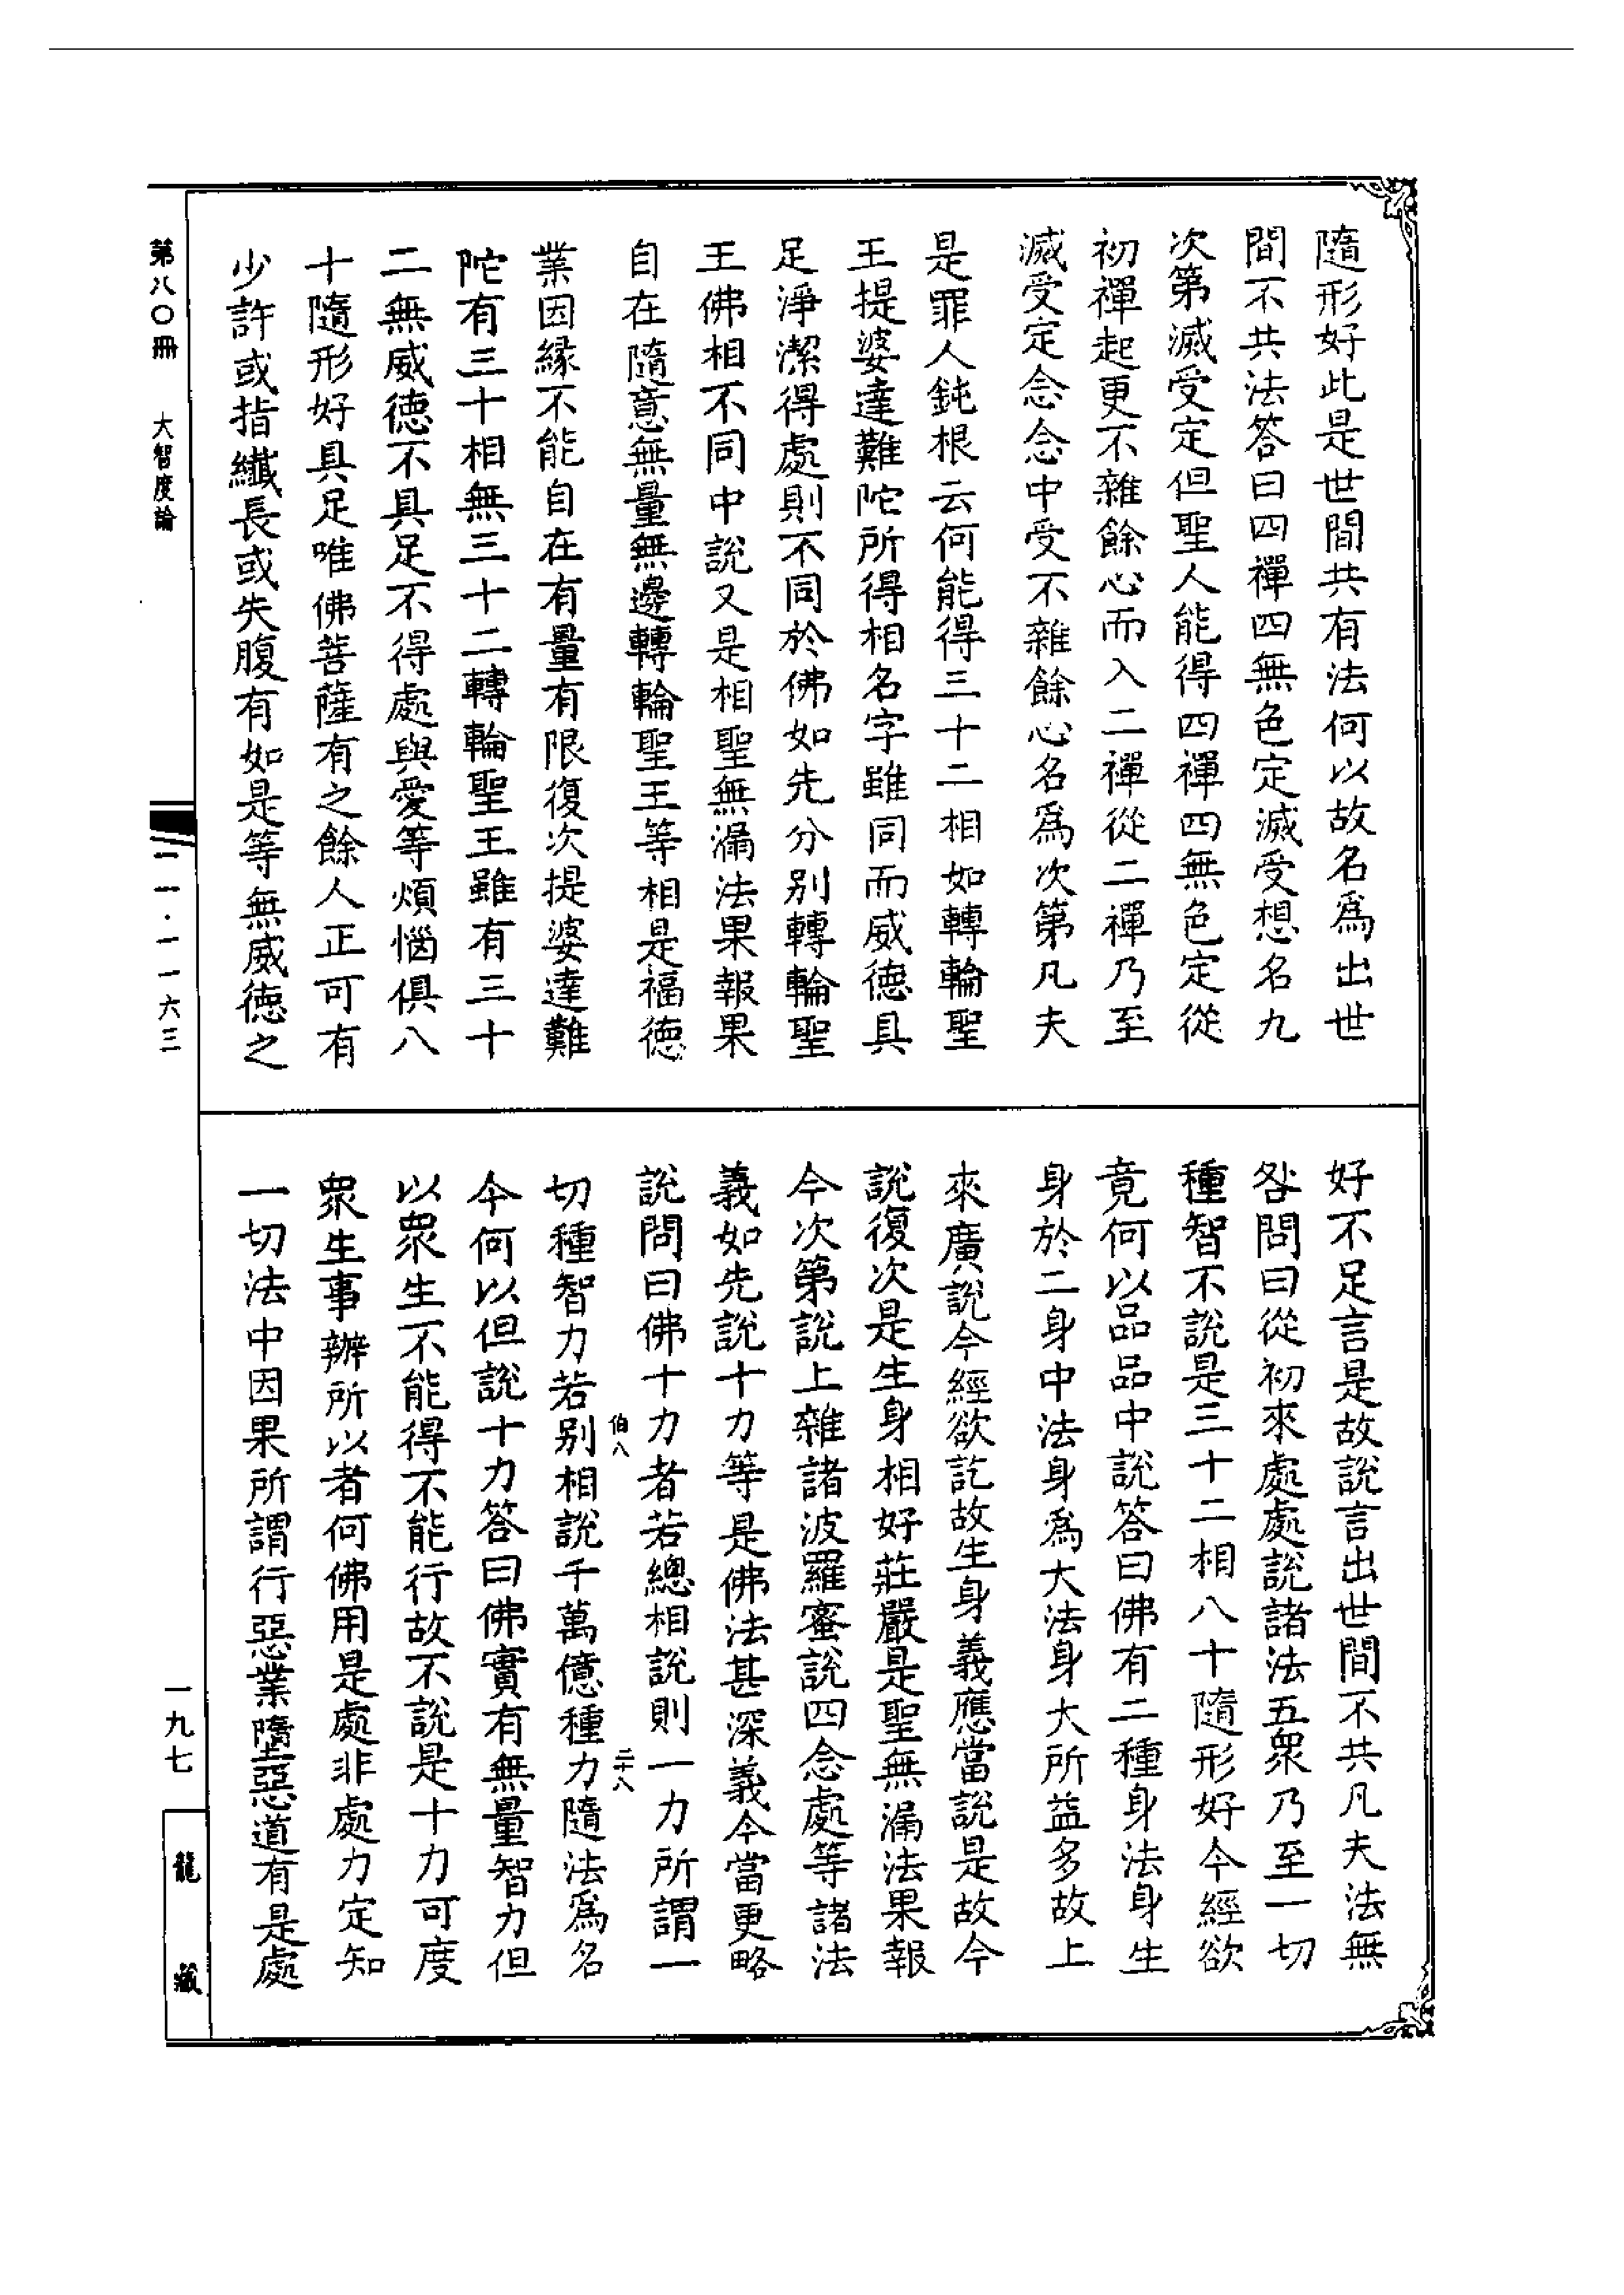 隨形好此是世間共有法何以故名爲出世
間不共法答曰四禪四無色定滅受想名九
次第滅受定但聖人能得四禪四無色定從
初禪起更不雜餘心而入二禪從二禪乃至
滅受定念念中受不雜餘心名爲次第凡夫
是罪人鈍根云何能得三十二相如轉輪聖
王提婆達難陀所得相名字雖同而威德具
足淨潔得處則不同於佛如先分別轉輪聖
王佛相不同中說又是相聖無漏法果報果
自在隨意無量無邊轉輪聖王等相是福德
業因緣不能自在有量有限復次提婆達難
陀有三十相無三十二轉輪聖王雖有三十
二無威德不具足不得處與愛等煩惱俱八
十隨形好具足唯佛菩薩有之餘人正可有
少許或指纖長或失腹有如是等無威德之
好不足言是故說言出世間不共凡夫法無
咎問曰從初來處處說諸法五眾乃至一切
種智不說是三十二相八十隨形好今經欲
竟何以品品中說答曰佛有二種身法身生
身於二身中法身爲大法身大所益多故上
來廣說今經欲訖故生身義應當說是故今
說復次是生身相好莊嚴是聖無漏法果報
今次第說上雜諸波羅蜜說四念處等諸法
義如先說十力等是佛法甚深義今當更略
說問曰佛十力者若總相說則一力所謂一
伯八
二十八
切種智力若別相說千萬億種力隨法爲名
今何以但說十力答曰佛實有無量智力但
以眾生不能得不能行故不說是十力可度
眾生事辦所以者何佛用是處非處力定知
一切法中因果所謂行惡業墮惡道有是處
第八〇冊
大智度論
二一·一一六三
一九七
龍藏